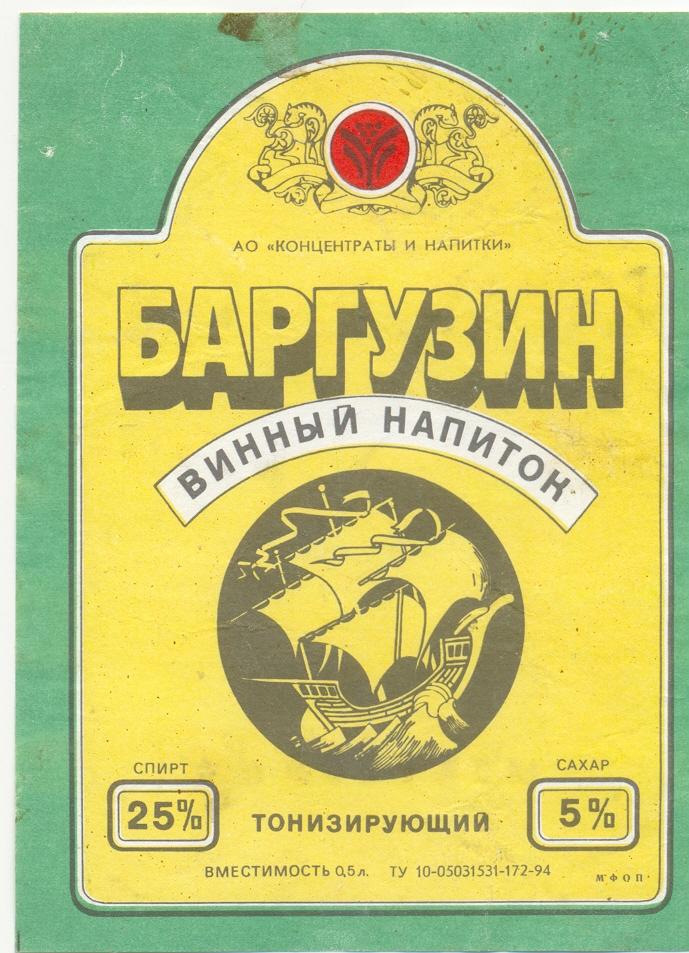 АО «КОНЦЕНТРАТЫ И НАПИТКИ»
БАРГУЗИН
ВИННЫЙ НАПИТОК
СПИРТ
25%
ТОНИЗИРУЮЩИЙ
САХАР
5%
ВМЕСТИМОСТЬ 0,5 л. ТУ 10-05031531-172-94
МФОП